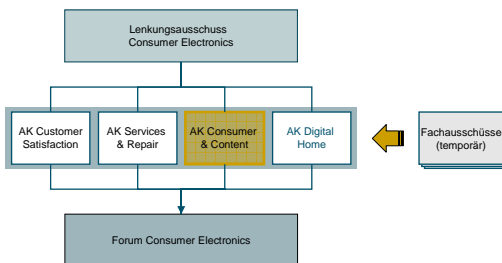 Lenkungsausschuss
Consumer Electronics
AK Customer
Satisfaction
AK Services
& Repair
AK Consumer
& Content
AK Digital
Home
Fachausschüsse
(temporär)
Forum Consumer Electronics